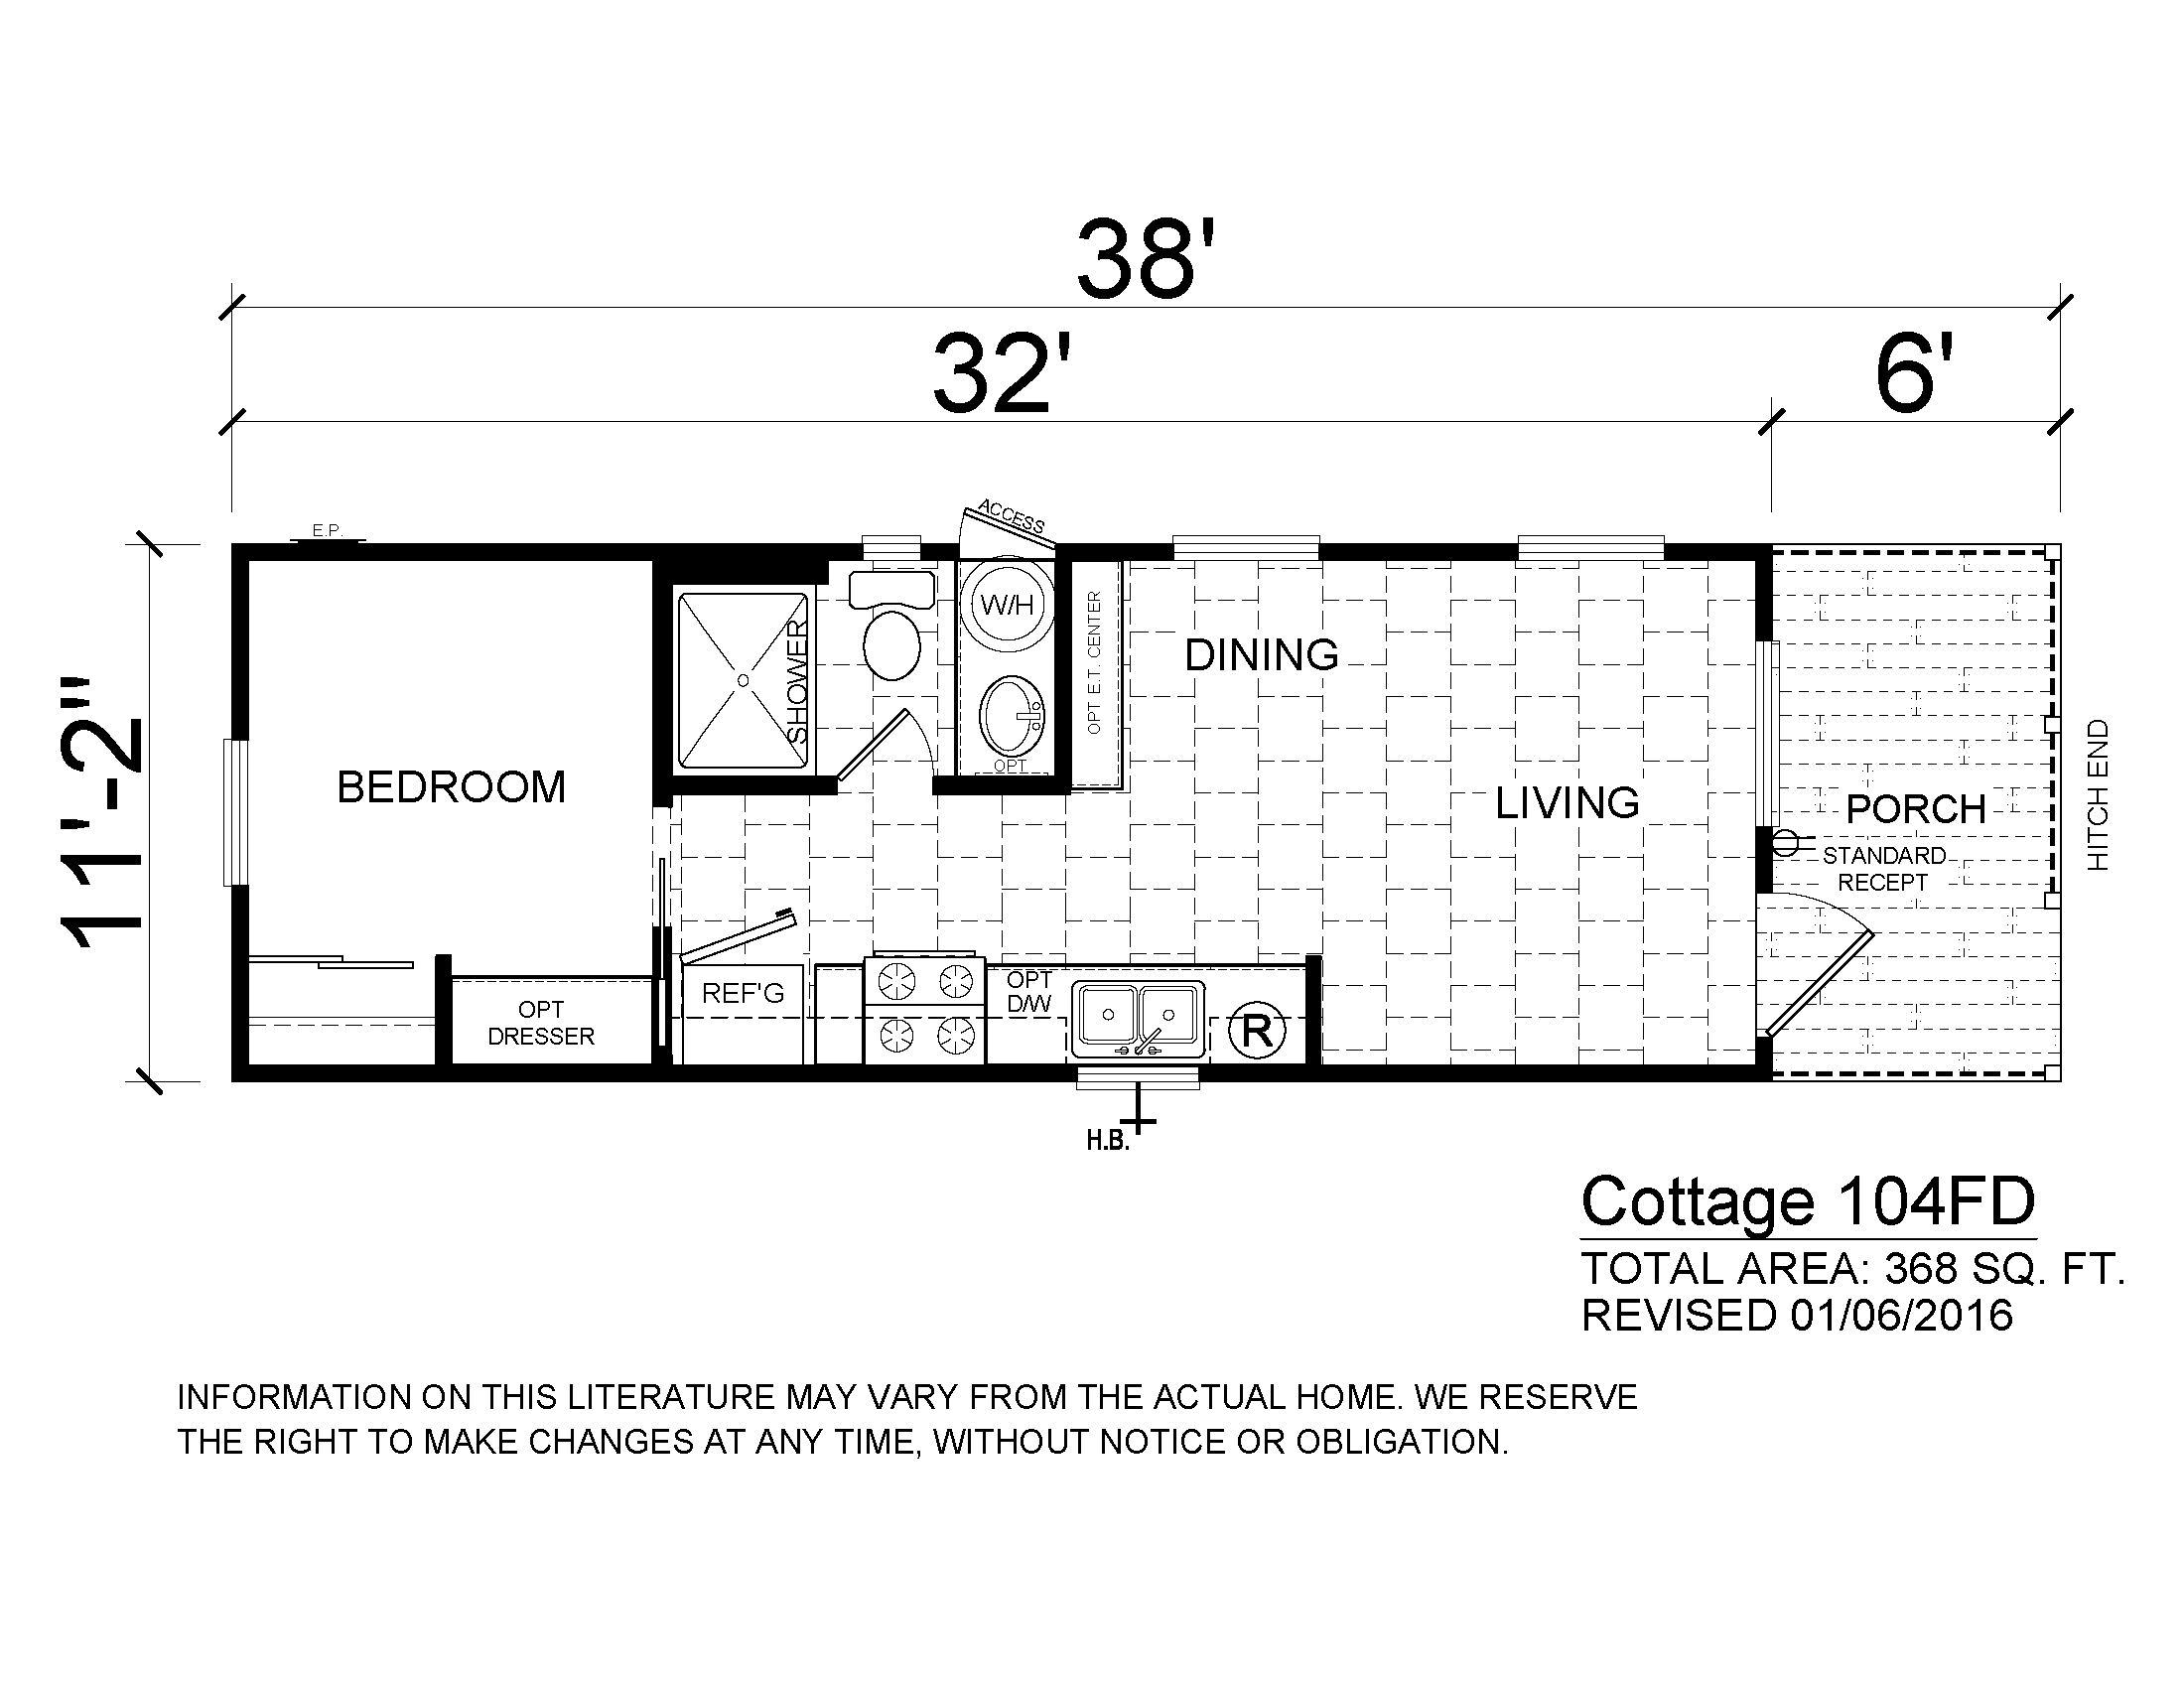 38'
32'
6'
11'-2"
E.P.
ACCESS
W/H
SHOWER
OPT
OPT E.T. CENTER
DINING
BEDROOM
LIVING
PORCH
STANDARD
RECEPT
HITCH END
OPT
DRESSER
REF'G
OPT
D/W
R
H.B.
Cottage 104FD
TOTAL AREA: 368 SQ. FT.
REVISED 01/06/2016
INFORMATION ON THIS LITERATURE MAY VARY FROM THE ACTUAL HOME. WE RESERVE
THE RIGHT TO MAKE CHANGES AT ANY TIME, WITHOUT NOTICE OR OBLIGATION.